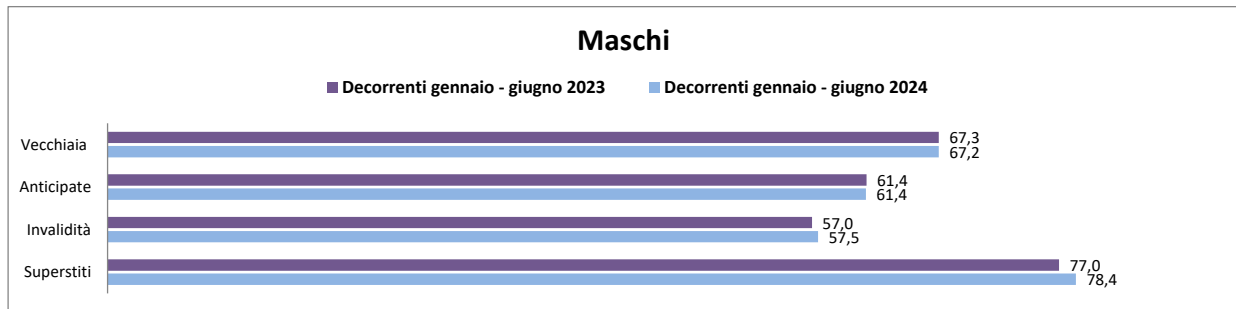 Maschi
Decorrenti gennaio - giugno 2023 Decorrenti gennaio - giugno 2024
Vecchiaia 67,3
67,2
Anticipate 61,4
61,4
Invalidità 57,0
57,5
Superstiti 77,0
78,4